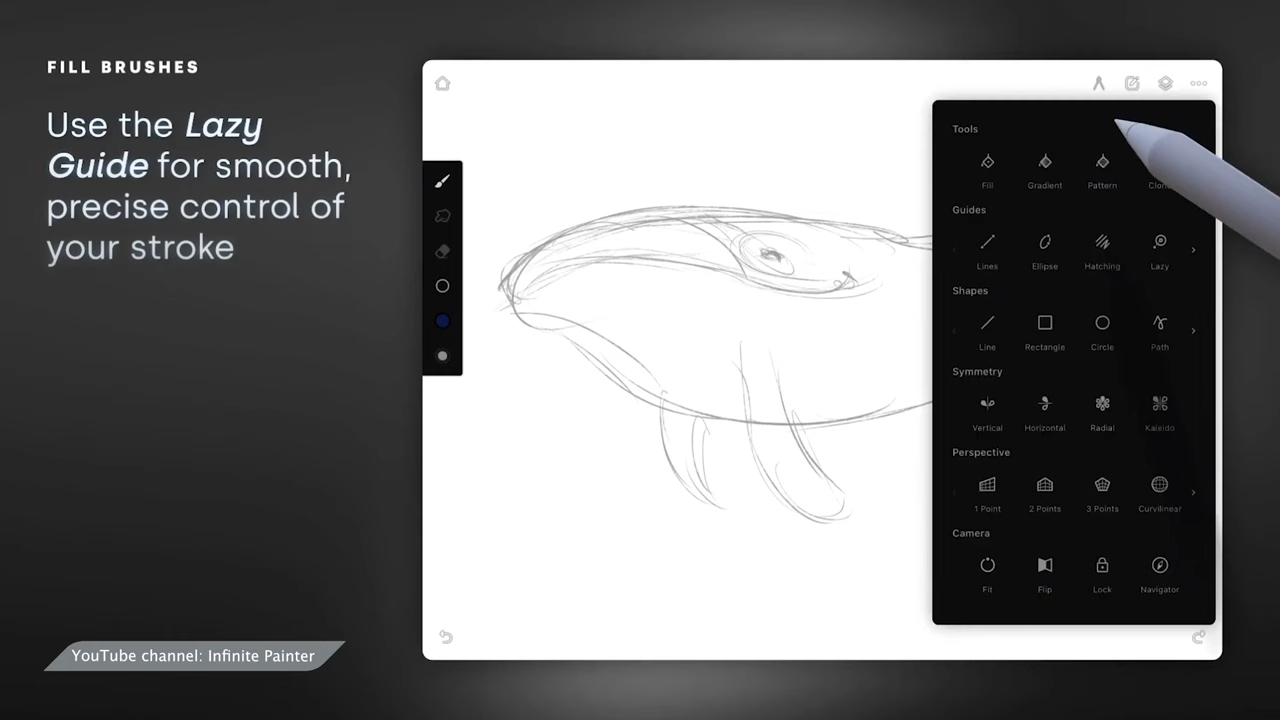 FILL BRUSHES
Use the Lazy
Guide for smooth,
precise control of
your stroke
YouTube channel: Infinite Painter
Tools
Fill Gradient Pattern
Guides
Lines Ellipse Hatching Lazy
Shapes
Line Rectangle Circle Path
Symmetry
Vertical Horizontal Radial Kaleido
Perspective
1 Point 2 Points 3 Points Curvilinear
Camera
Fit Flip Lock Navigator